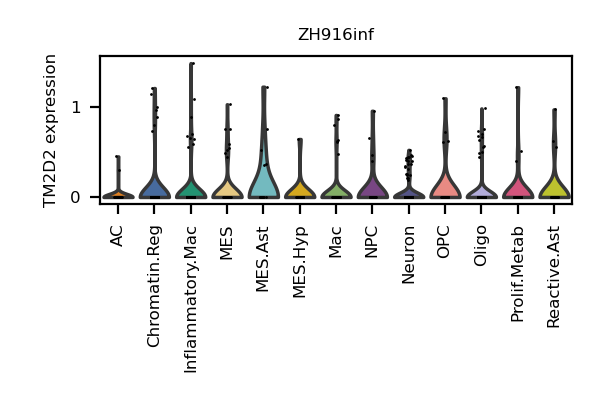 ZH916inf
TM2D2 expression
1
0
AC
Chromatin.Reg
Inflammatory.Mac
MES
MES.Ast
MES.Hyp
Mac
NPC
Neuron
OPC
Oligo
Prolif.Metab
Reactive.Ast